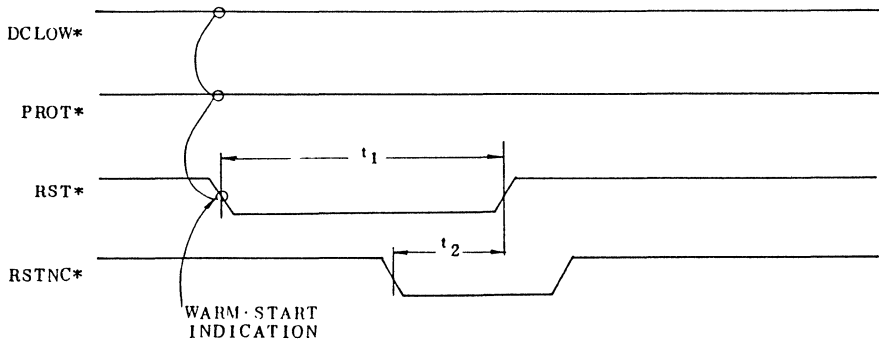 DCLOW*
PROT*
t1
RST*
t2
RSTNC*
WARM·START
INDICATION